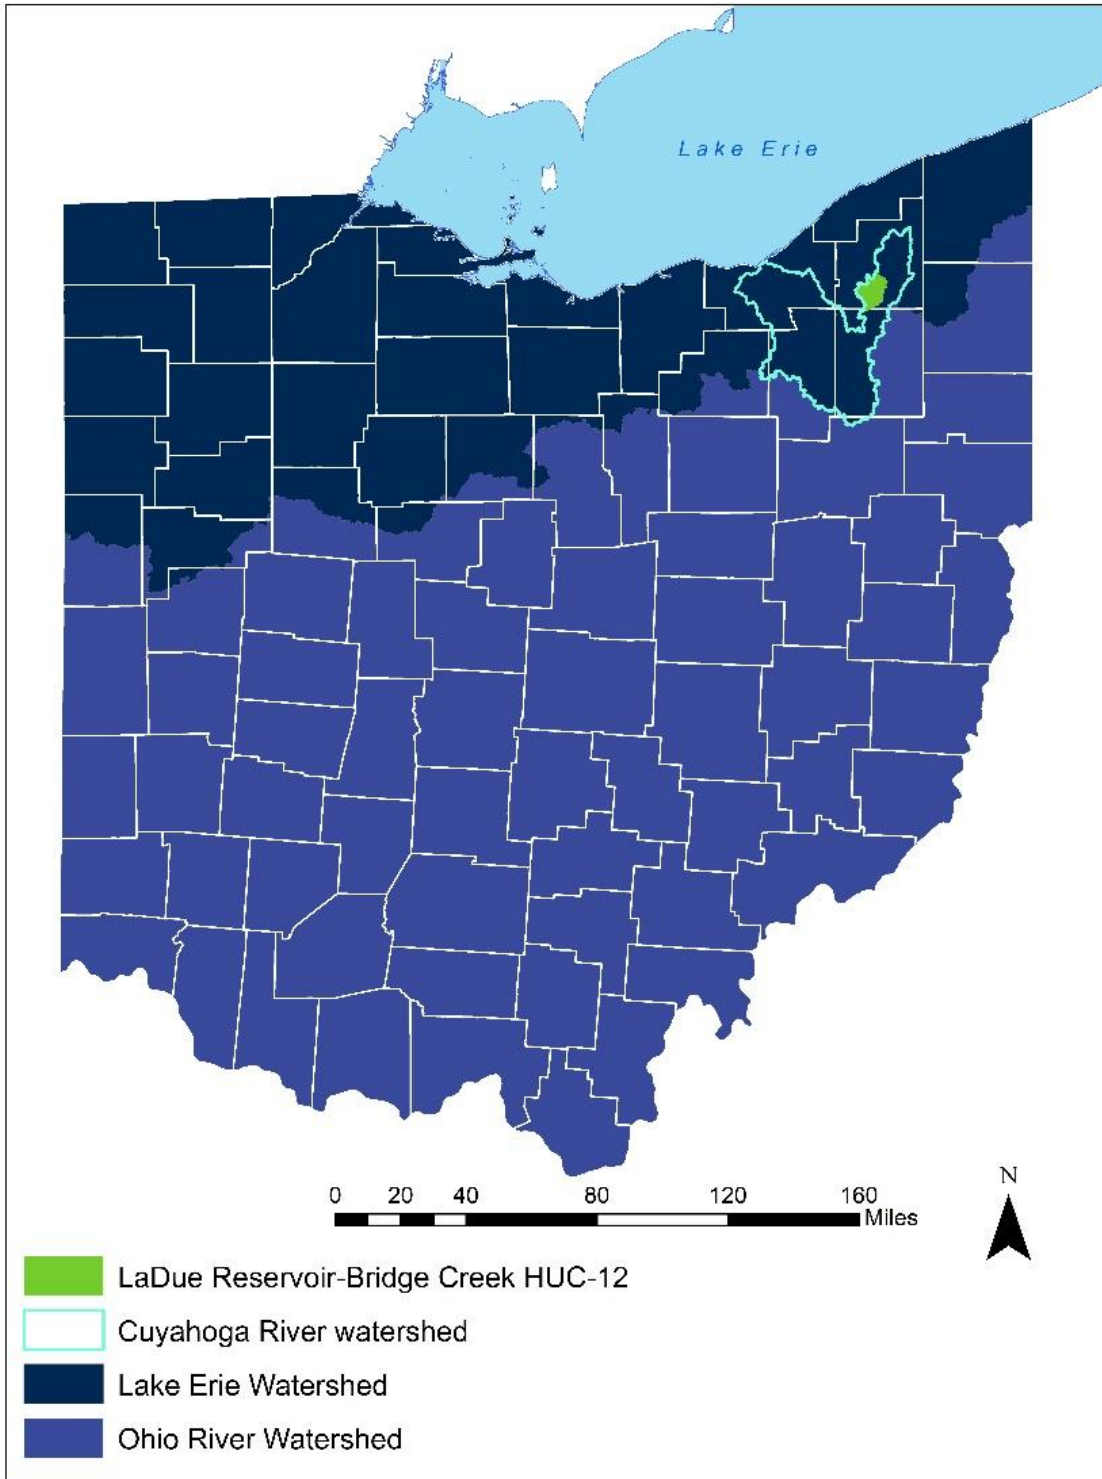 Lake Erie
N
0 20 40 80 120 160
Miles
LaDue Reservoir-Bridge Creek HUC-12
Cuyahoga River watershed
Lake Erie Watershed
Ohio River Watershed